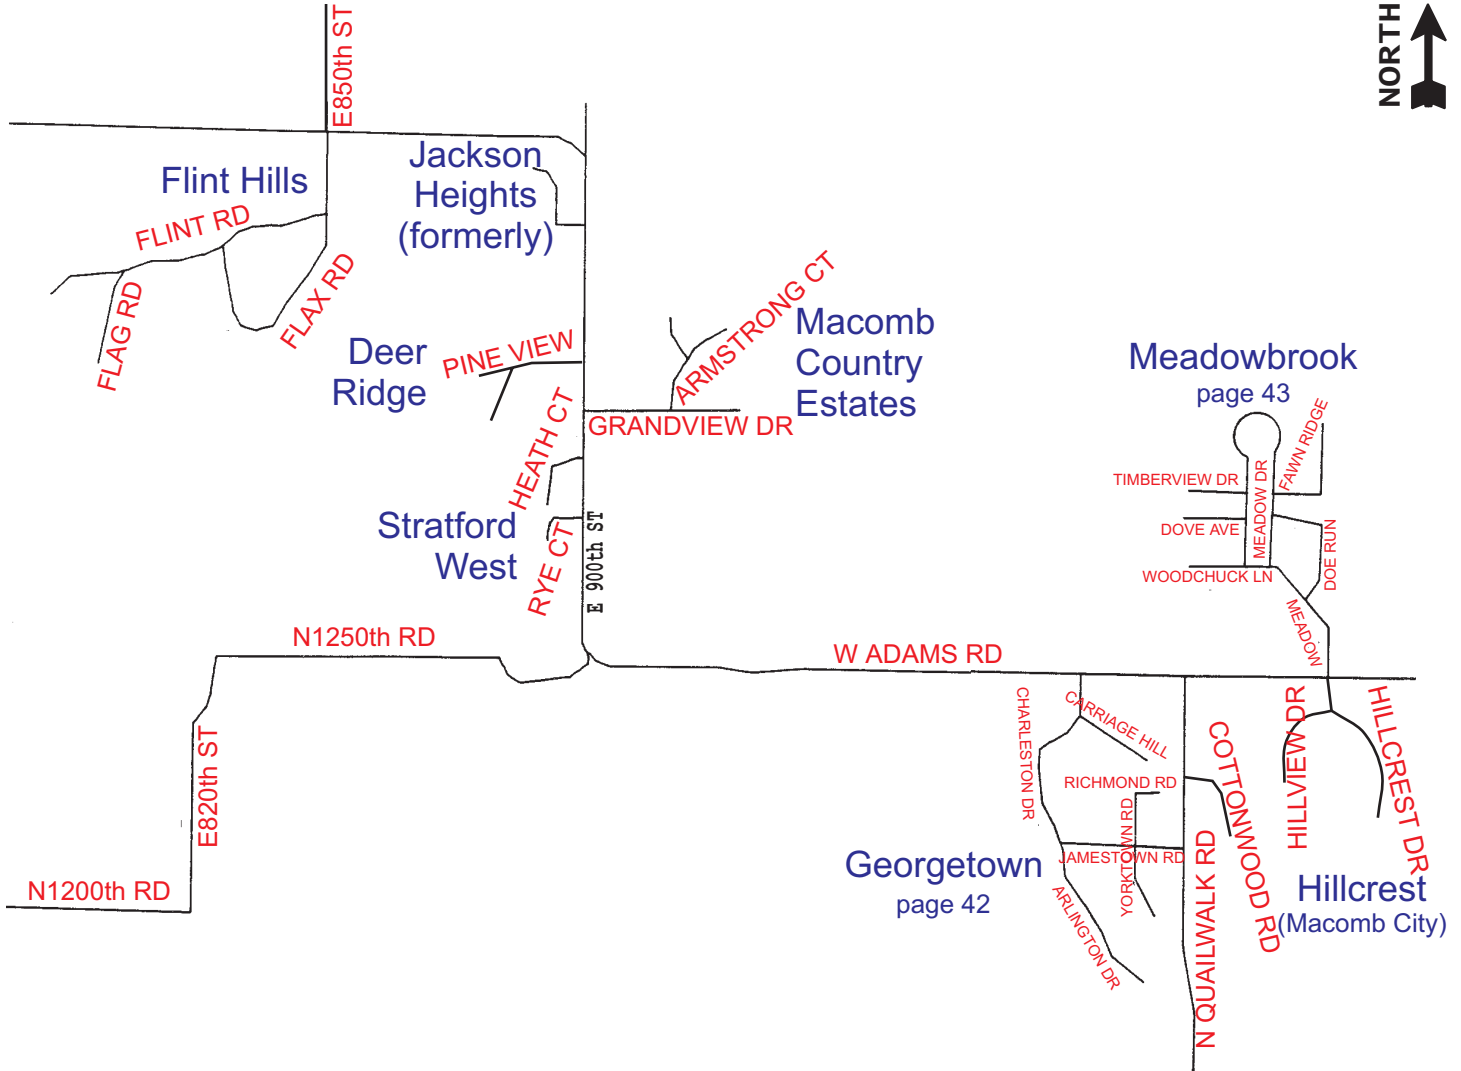 NORTH
E850th ST
Flint Hills
FLINT RD
FLAG RD
FLAX RD
Jackson
Heights
(formerly)
Deer
Ridge
PINE VIEW
ARMSTRONG CT
Macomb
Country
Estates
GRANDVIEW DR
HEATH CT
Stratford
West
RYE CT
E 900th ST
Meadowbrook
page 43
TIMBERVIEW DR
MEADOW DR
FAWN RIDGE
DOVE AVE
WOODCHUCK LN
DOE RUN
MEADOW
N1250th RD
W ADAMS RD
E820th ST
N1200th RD
CHARLESTON DR
CARRIAGE HILL
RICHMOND RD
YORKTOWN RD
JAMESTOWN RD
ARLINGTON DR
Georgetown
page 42
N QUAILWALK RD
COTTONWOOD RD
HILLVIEW DR
HILLCREST DR
Hillcrest
(Macomb City)